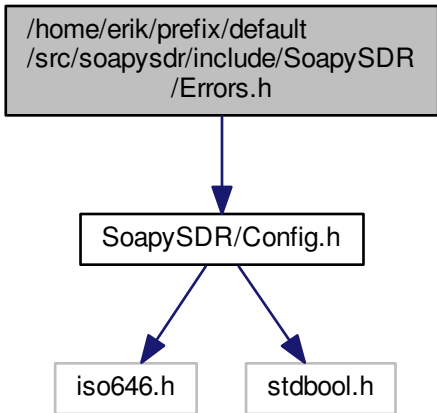 /home/erik/prefix/default
/src/soapysdr/include/SoapySDR
/Errors.h
SoapySDR/Config.h
iso646.h
stdbool.h